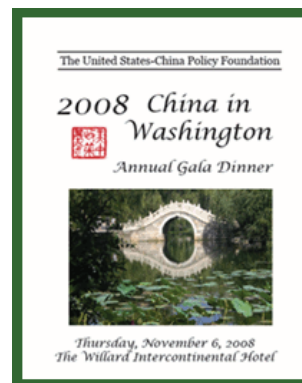 The United States-China Policy Foundation
2008 China in
Washington
Annual Gala Dinner
Thursday, November 6, 2008
The Willard Intercontinental Hotel